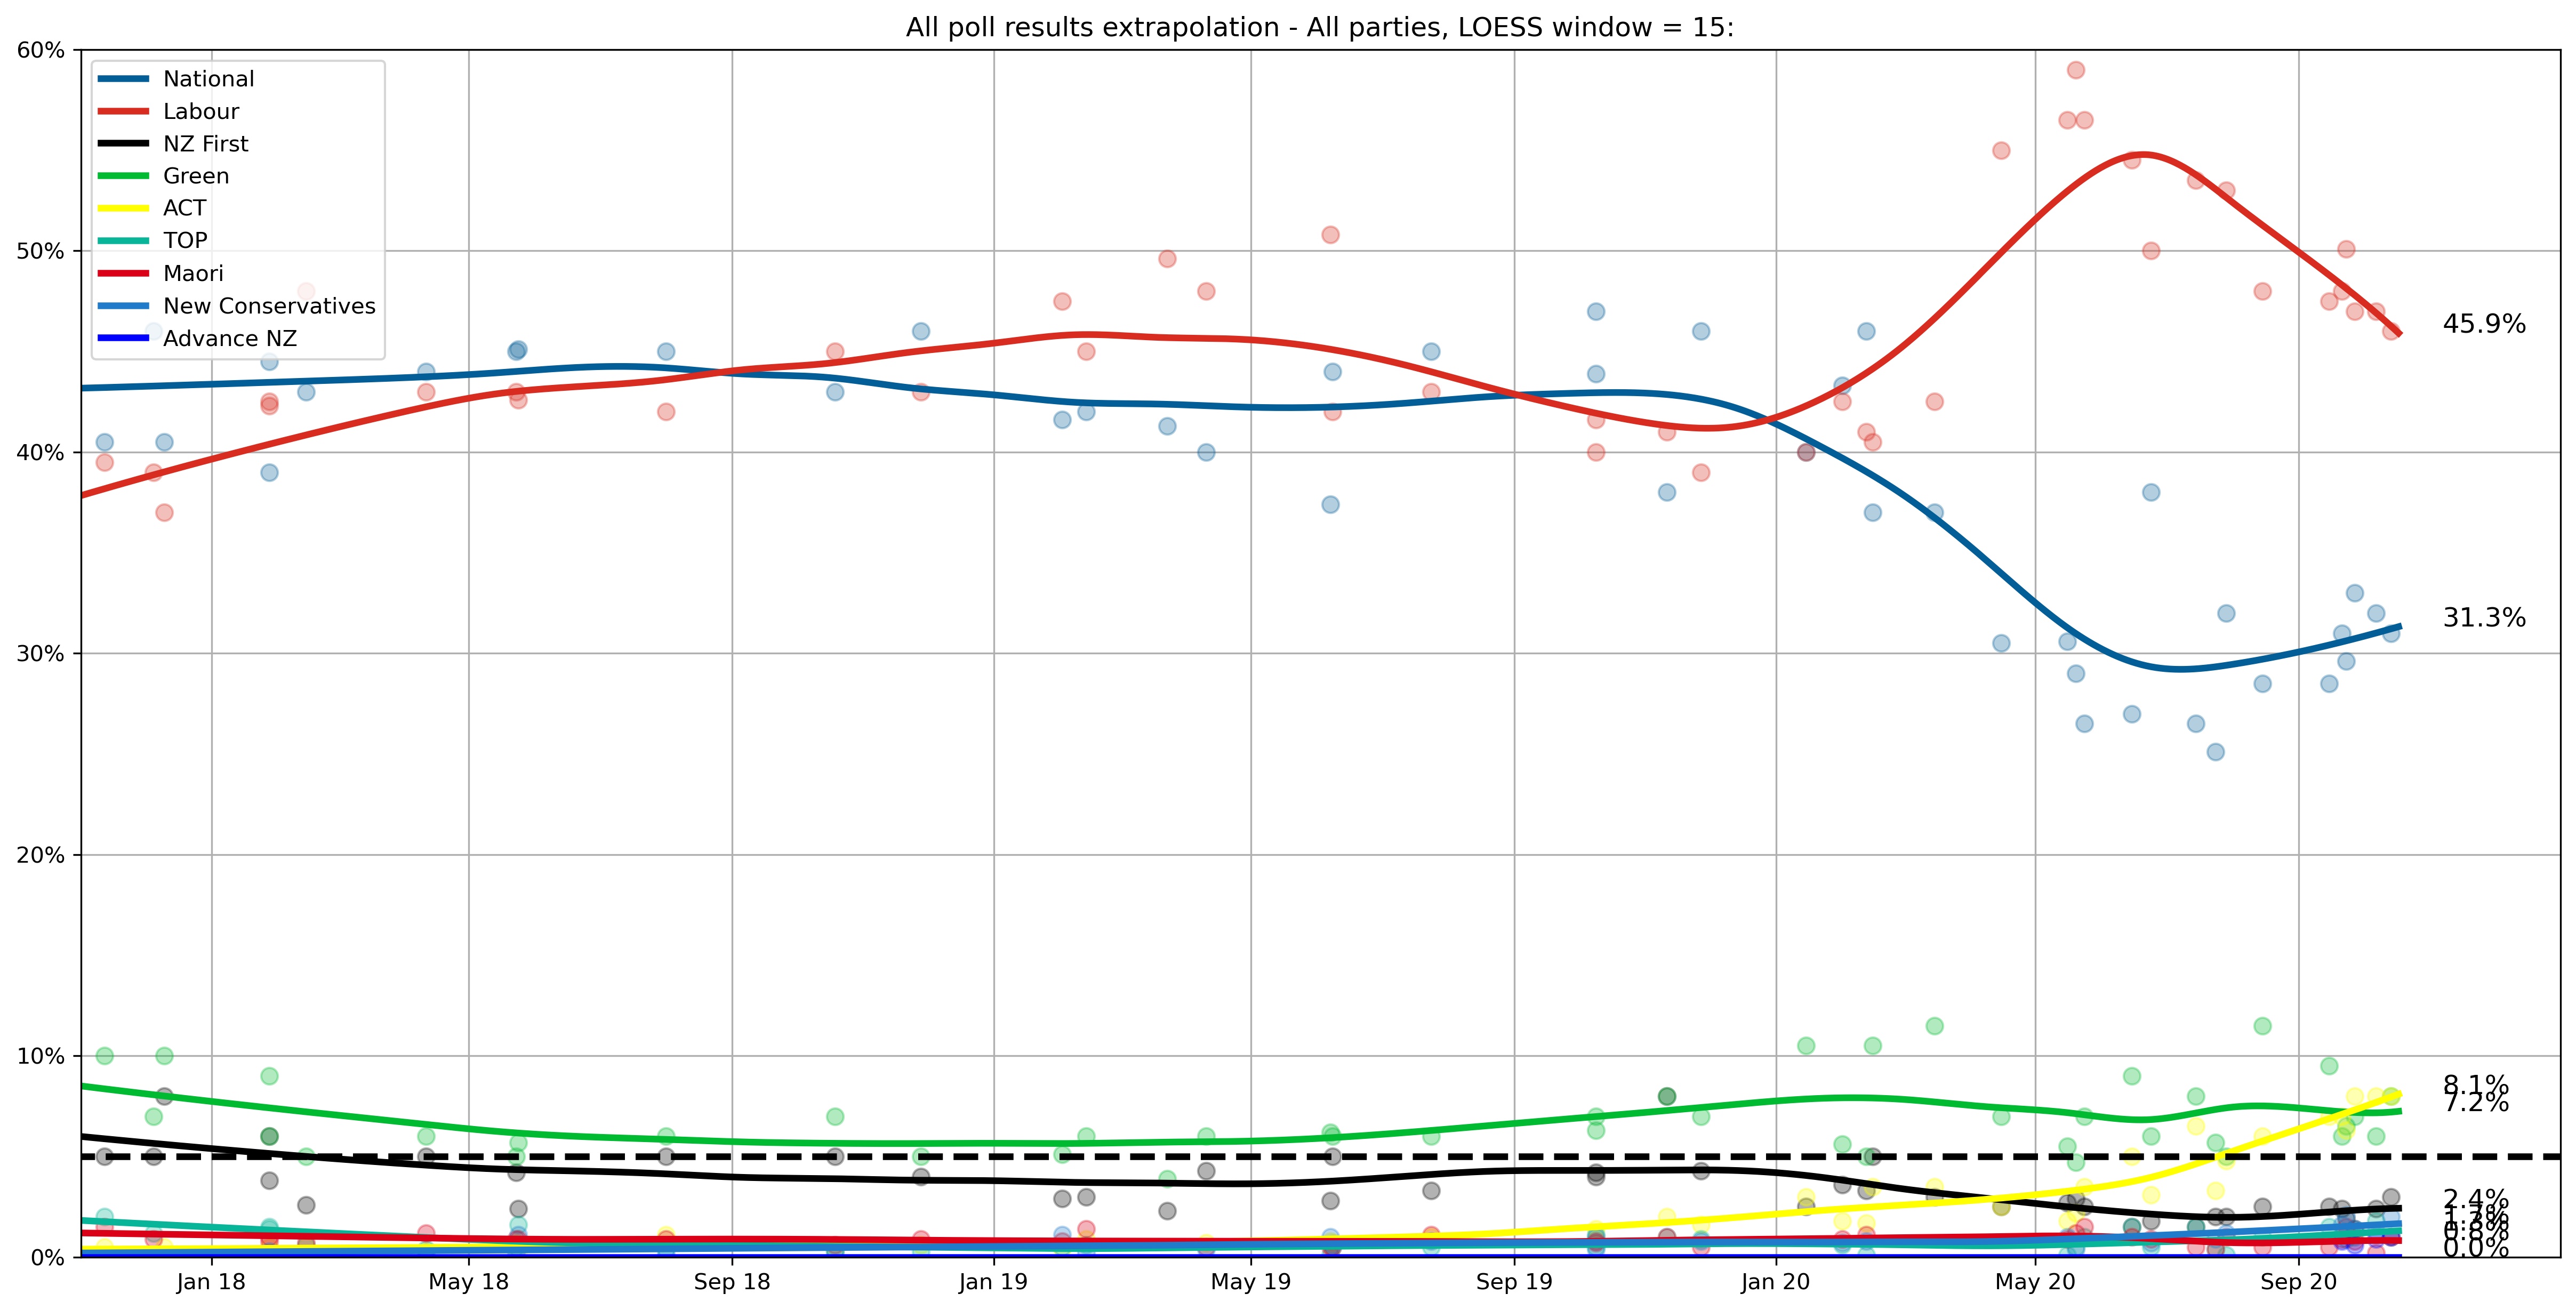 All poll results extrapolation - All parties, LOESS window = 15:
60%
50%
40%
30%
20%
10%
0%
National
Labour
NZ First
Green
ACT
TOP
Maori
New Conservatives
Advance NZ
45.9%
31.3%
8.1%
7.2%
2.4%
0.8%
0.0%
Jan 18
May 18
Sep 18
Jan 19
May 19
Sep 19
Jan 20
May 20
Sep 20